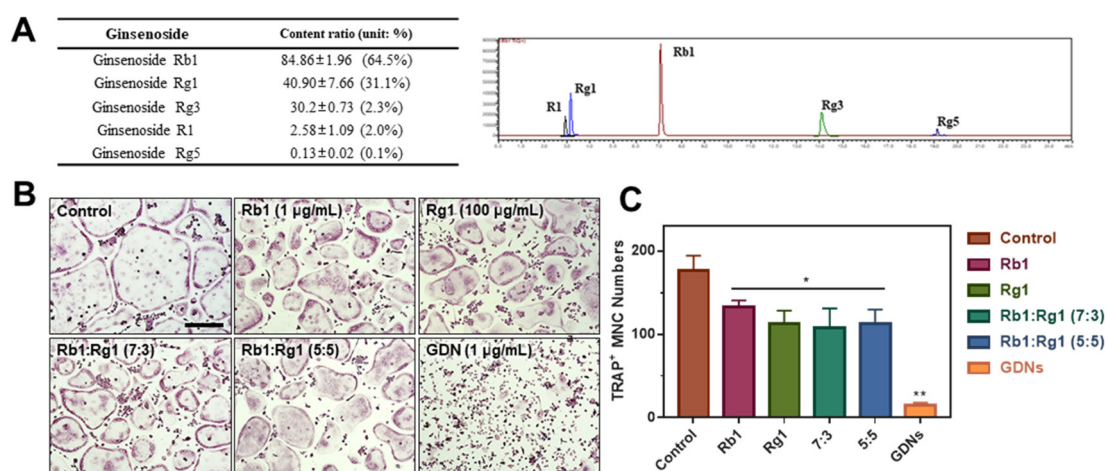 A
Ginsenoside Content ratio (unit: %)
Ginsenoside Rb1 84.86±1.96 (64.5%)
Ginsenoside Rg1 40.90±7.66 (31.1%)
Ginsenoside Rg3 30.2±0.73 (2.3%)
Ginsenoside R1 2.58±1.09 (2.0%)
Ginsenoside Rg5 0.13±0.02 (0.1%)
Rb1
Rg1
R1
Rg3
Rg5
B
Control
Rb1 (1 µg/mL)
Rg1 (100 µg/mL)
Rb1:Rg1 (7:3)
Rb1:Rg1 (5:5)
GDN (1 µg/mL)
C
TRAP⁺ MNC Numbers
200
100
0
*
**
Control
Rb1
Rg1
7:3
5:5
GDNs
Control
Rb1
Rg1
Rb1:Rg1 (7:3)
Rb1:Rg1 (5:5)
GDNs